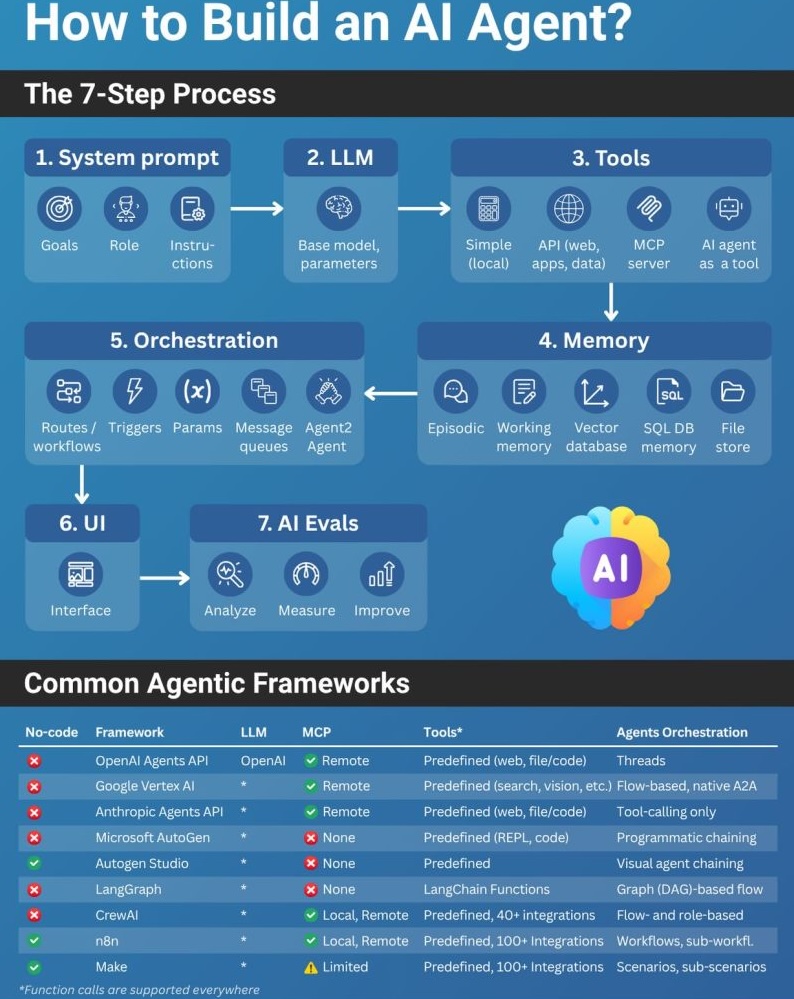 How to Build an AI Agent?
The 7-Step Process
1. System prompt
Goals
Role
Instru-
ctions
2. LLM
Base model,
parameters
3. Tools
Simple
(local)
API (web,
apps, data)
MCP
server
AI agent
as a tool
4. Memory
Episodic
Working
memory
Vector
database
SQL
SQL DB
memory
File
store
5. Orchestration
Routes /
workflows
Triggers
(x)
Params
Message
queues
Agent2
Agent
6. UI
Interface
7. AI Evals
Analyze
Measure
Improve
AI
Common Agentic Frameworks
No-code Framework LLM MCP Tools* Agents Orchestration
OpenAI Agents API OpenAI Remote Predefined (web, file/code) Threads
Google Vertex AI * Remote Predefined (search, vision, etc.) Flow-based, native A2A
Anthropic Agents API * Remote Predefined (web, file/code) Tool-calling only
Microsoft AutoGen * None Predefined (REPL, code) Programmatic chaining
Autogen Studio * None Predefined Visual agent chaining
LangGraph * None LangChain Functions Graph (DAG)-based flow
CrewAI * Local, Remote Predefined, 40+ integrations Flow- and role-based
n8n * Local, Remote Predefined, 100+ Integrations Workflows, sub-workfl.
Make * Limited Predefined, 100+ Integrations Scenarios, sub-scenarios
*Function calls are supported everywhere